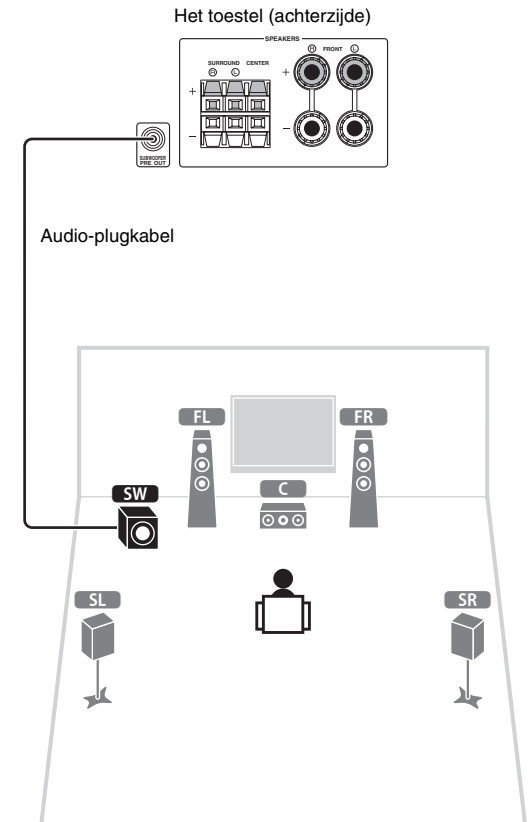 Het toestel (achterzijde)
SPEAKERS
SURROUND CENTER
FRONT
R L
R L
+
+
–
–
SUBWOOFER
PRE OUT
Audio-plugkabel
FL
FR
SW
C
SL
SR